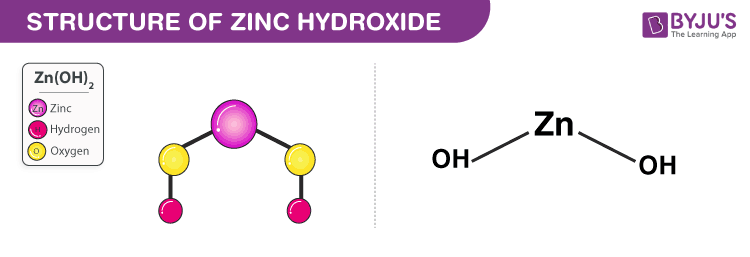 STRUCTURE OF ZINC HYDROXIDE
BYJU'S
The Learning App
Zn(OH)2
Zn Zinc
H Hydrogen
O Oxygen
Zn
OH
OH